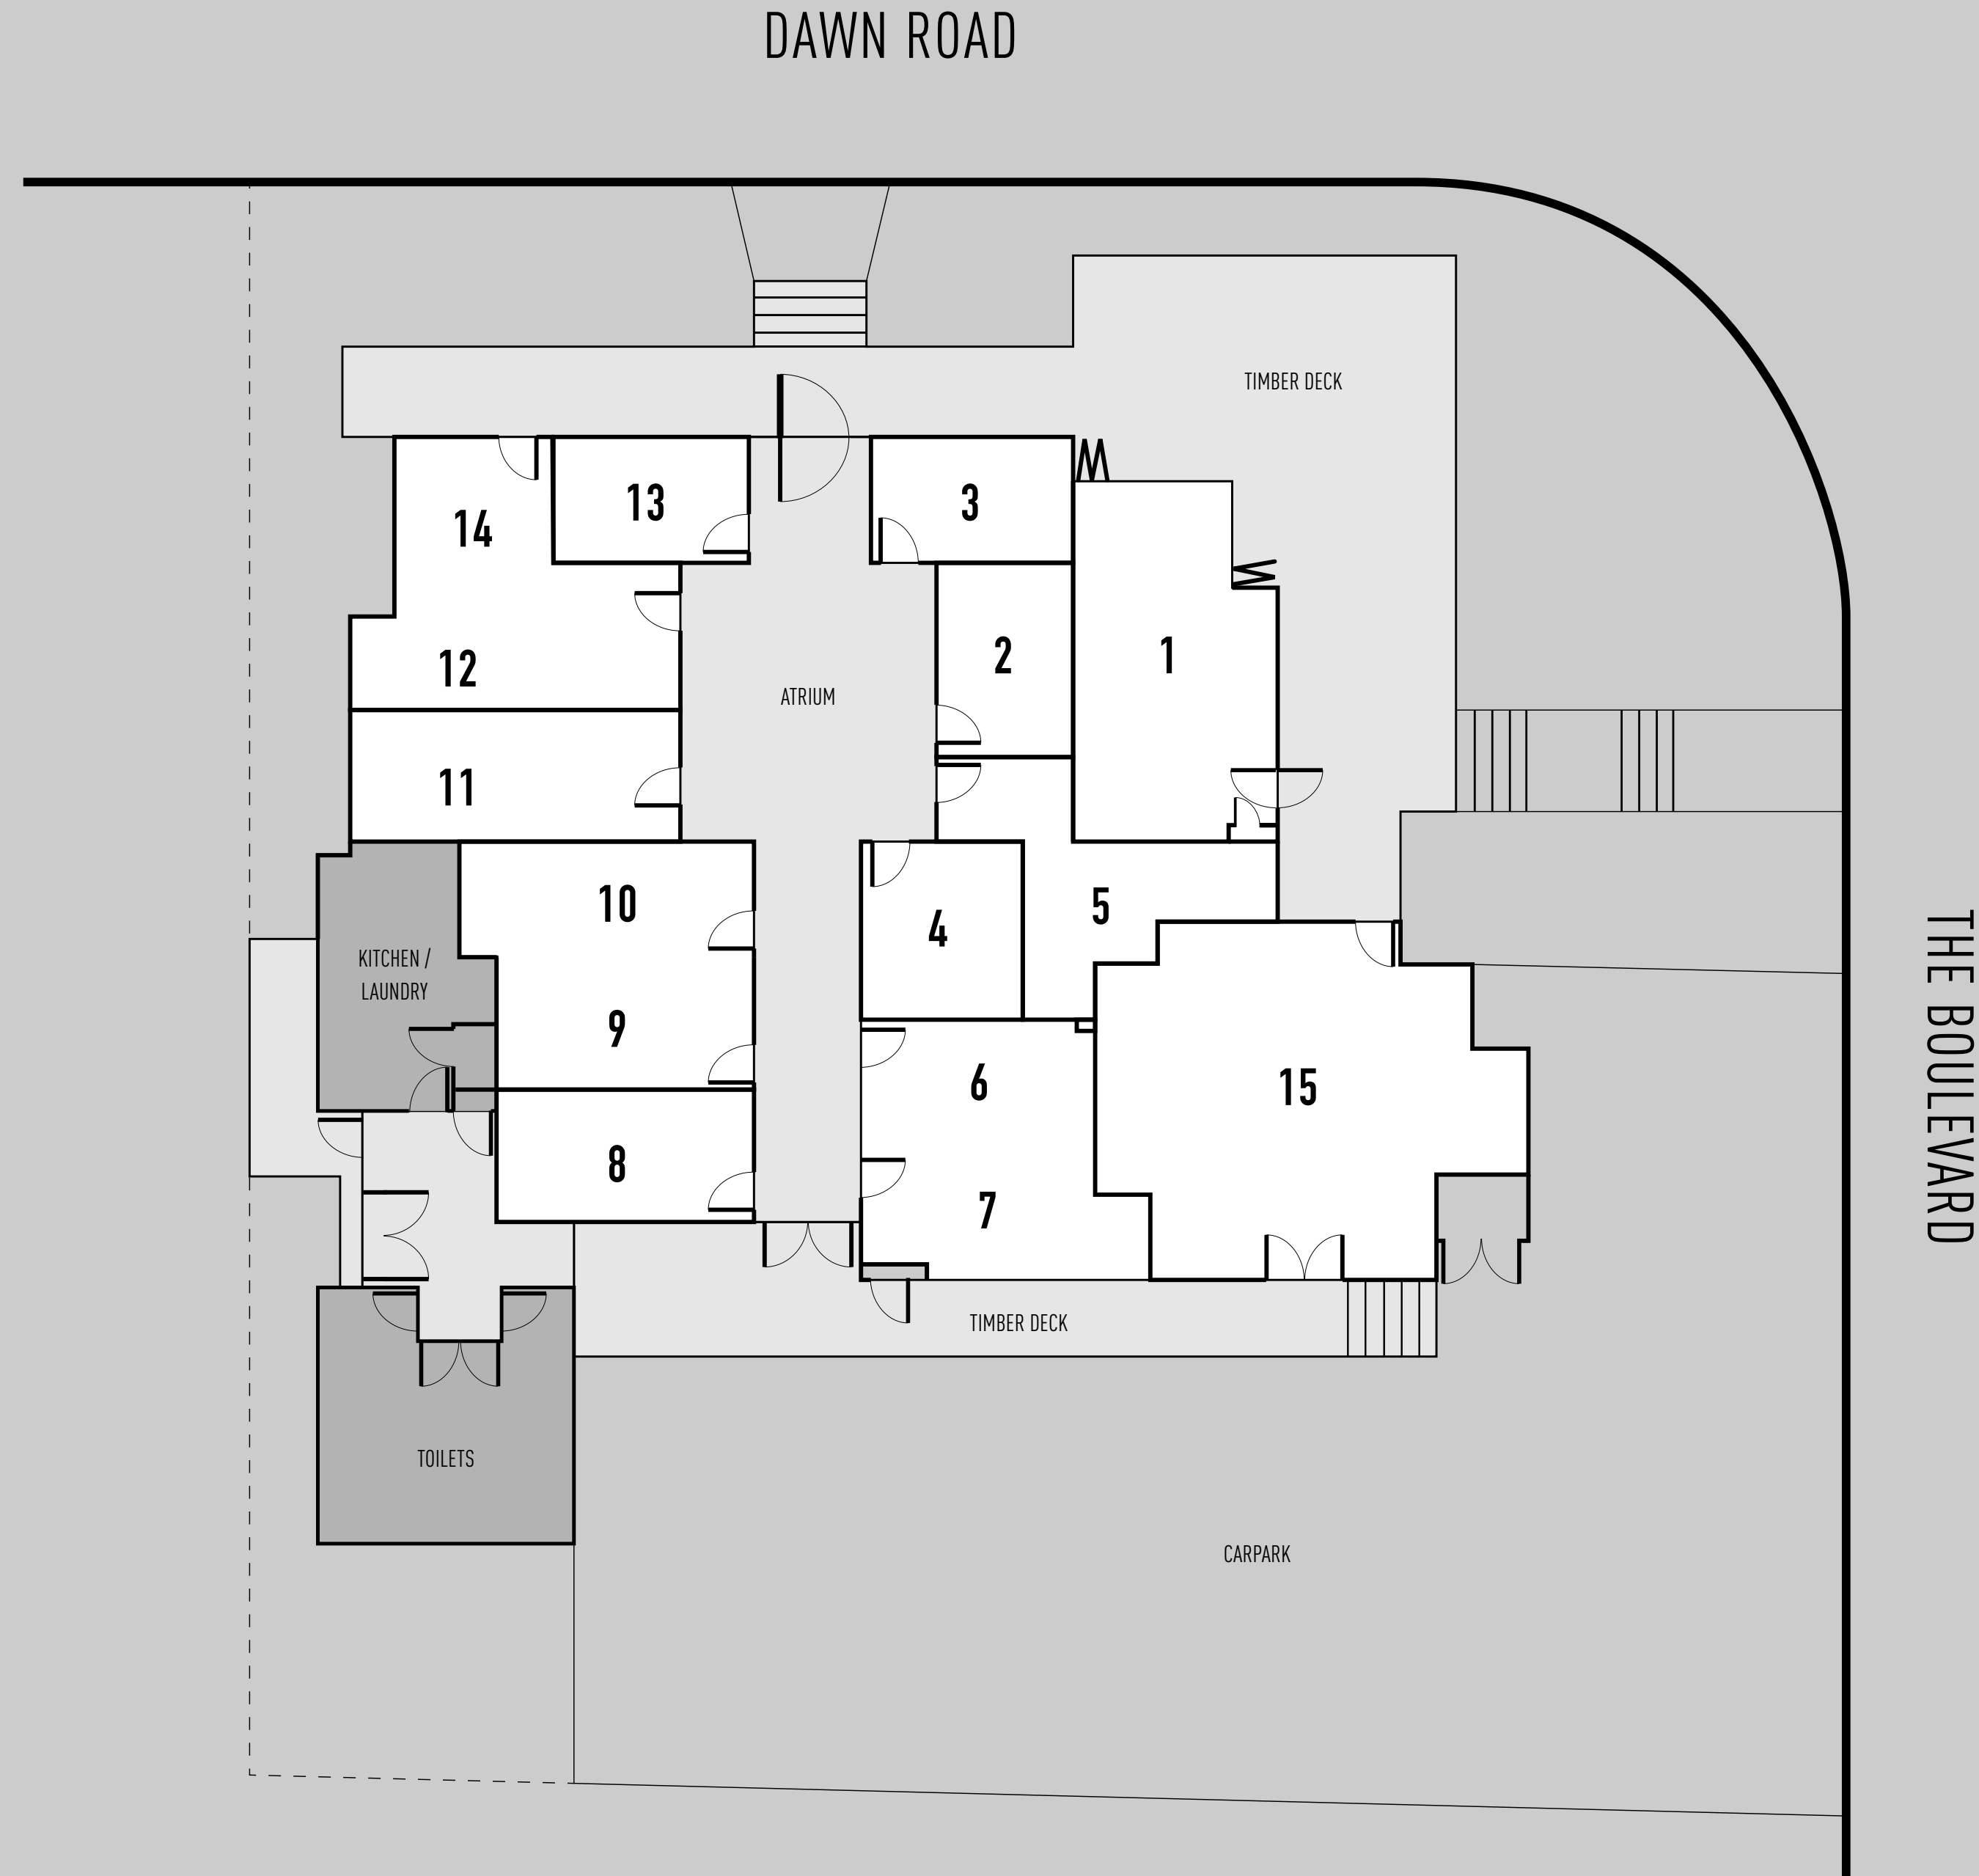 DAWN ROAD
TIMBER DECK
13
3
14
2
1
12
ATRIUM
11
10
5
4
KITCHEN /
LAUNDRY
9
6
15
8
7
THE BOULEVARD
TIMBER DECK
TOILETS
CARPARK